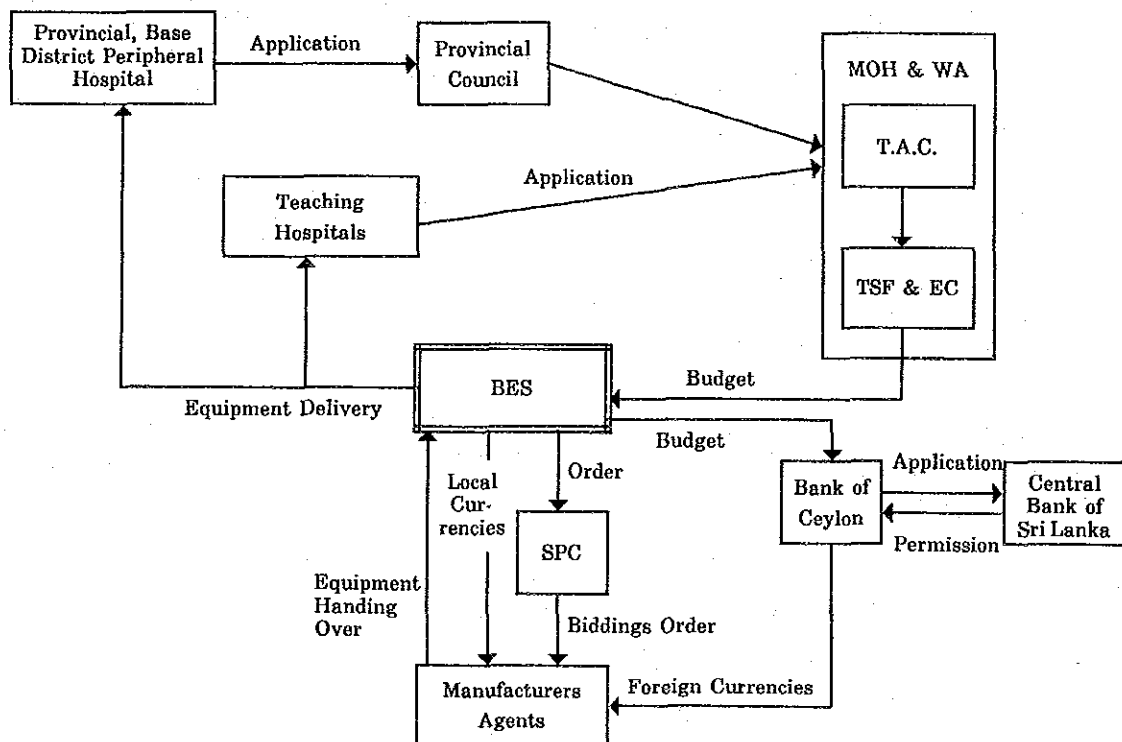 Provincial, Base
District Peripheral
Hospital
Application
Provincial
Council
MOH & WA
T.A.C.
Application
Teaching
Hospitals
TSF & EC
BES
Budget
Equipment Delivery
Budget
Local
Cur-
rencies
Order
Application
Bank of
Ceylon
Central
Bank of
Sri Lanka
Permission
SPC
Equipment
Handing
Over
Biddings Order
Manufacturers
Agents
Foreign Currencies